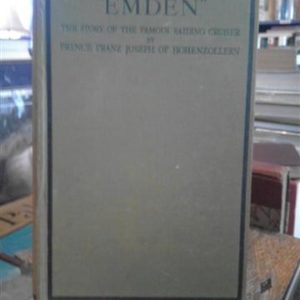 EMDEN"
THE STORY OF THE FAMOUS RAIDING CRUISER
BY
PRINCE FRANZ JOSEPH OF HOHENZOLLERN